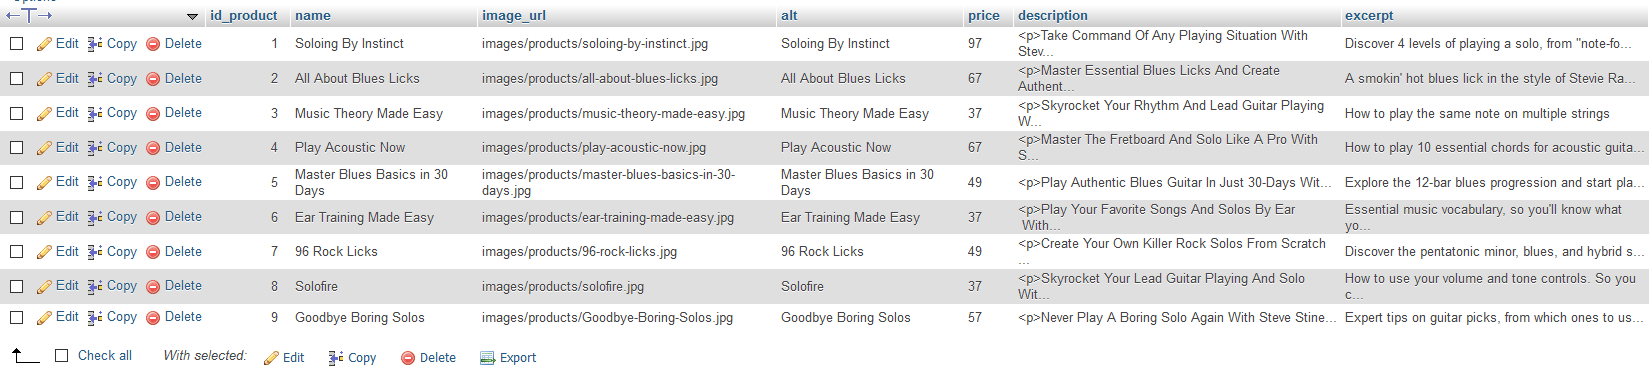 Options
id_product name image_url alt price description excerpt
Edit Copy Delete 1 Soloing By Instinct images/products/soloing-by-instinct.jpg Soloing By Instinct 97 <p>Take Command Of Any Playing Situation With Stev... Discover 4 levels of playing a solo, from "note-fo...
Edit Copy Delete 2 All About Blues Licks images/products/all-about-blues-licks.jpg All About Blues Licks 67 <p>Master Essential Blues Licks And Create Authent... A smokin' hot blues lick in the style of Stevie Ra...
Edit Copy Delete 3 Music Theory Made Easy images/products/music-theory-made-easy.jpg Music Theory Made Easy 37 <p>Skyrocket Your Rhythm And Lead Guitar Playing W... How to play the same note on multiple strings
Edit Copy Delete 4 Play Acoustic Now images/products/play-acoustic-now.jpg Play Acoustic Now 67 <p>Master The Fretboard And Solo Like A Pro With S... How to play 10 essential chords for acoustic guita...
Edit Copy Delete 5 Master Blues Basics in 30 Days images/products/master-blues-basics-in-30-days.jpg Master Blues Basics in 30 Days 49 <p>Play Authentic Blues Guitar In Just 30-Days Wit... Explore the 12-bar blues progression and start pla...
Edit Copy Delete 6 Ear Training Made Easy images/products/ear-training-made-easy.jpg Ear Training Made Easy 37 <p>Play Your Favorite Songs And Solos By Ear With... Essential music vocabulary, so you'll know what yo...
Edit Copy Delete 7 96 Rock Licks images/products/96-rock-licks.jpg 96 Rock Licks 49 <p>Create Your Own Killer Rock Solos From Scratch ... Discover the pentatonic minor, blues, and hybrid s...
Edit Copy Delete 8 Solofire images/products/solofire.jpg Solofire 37 <p>Skyrocket Your Lead Guitar Playing And Solo Wit... How to use your volume and tone controls. So you c...
Edit Copy Delete 9 Goodbye Boring Solos images/products/Goodbye-Boring-Solos.jpg Goodbye Boring Solos 57 <p>Never Play A Boring Solo Again With Steve Stine... Expert tips on guitar picks, from which ones to us...
Check all With selected: Edit Copy Delete Export